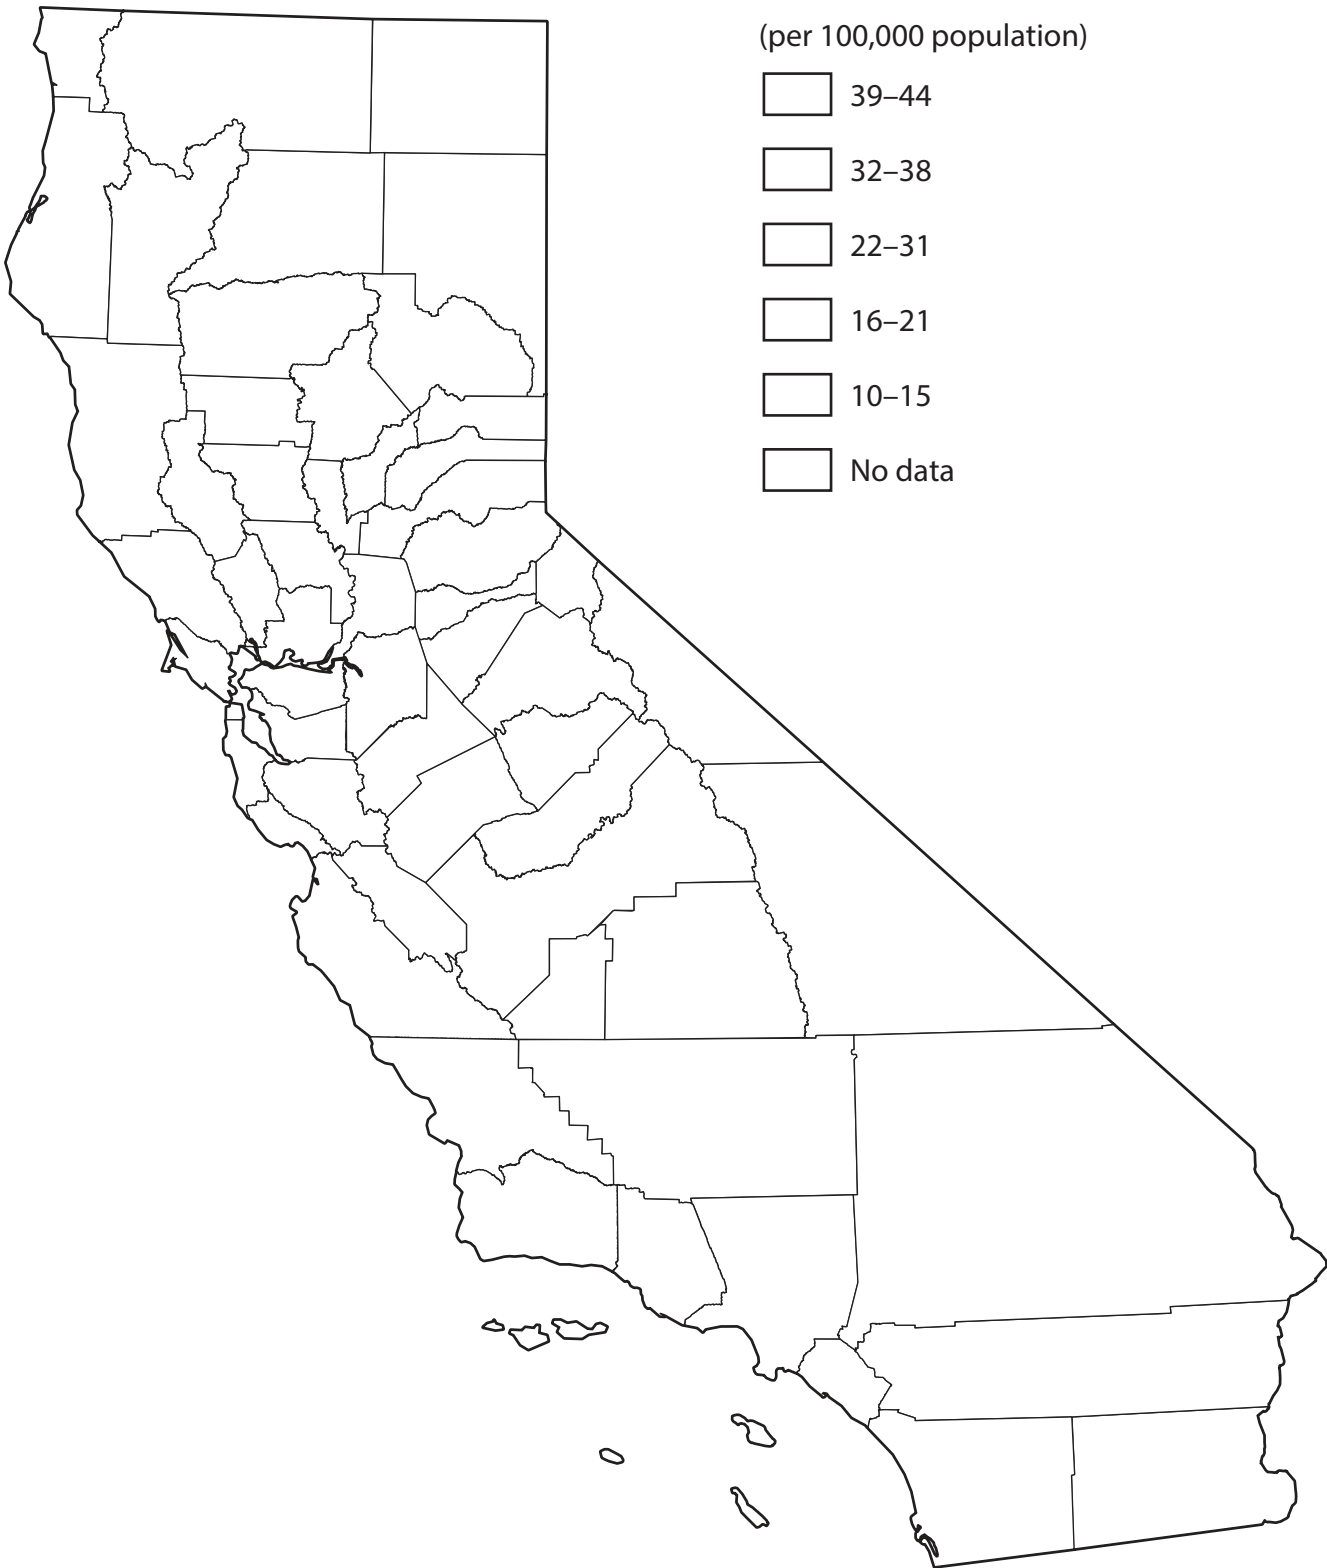 (per 100,000 population)
39–44
32–38
22–31
16–21
10–15
No data